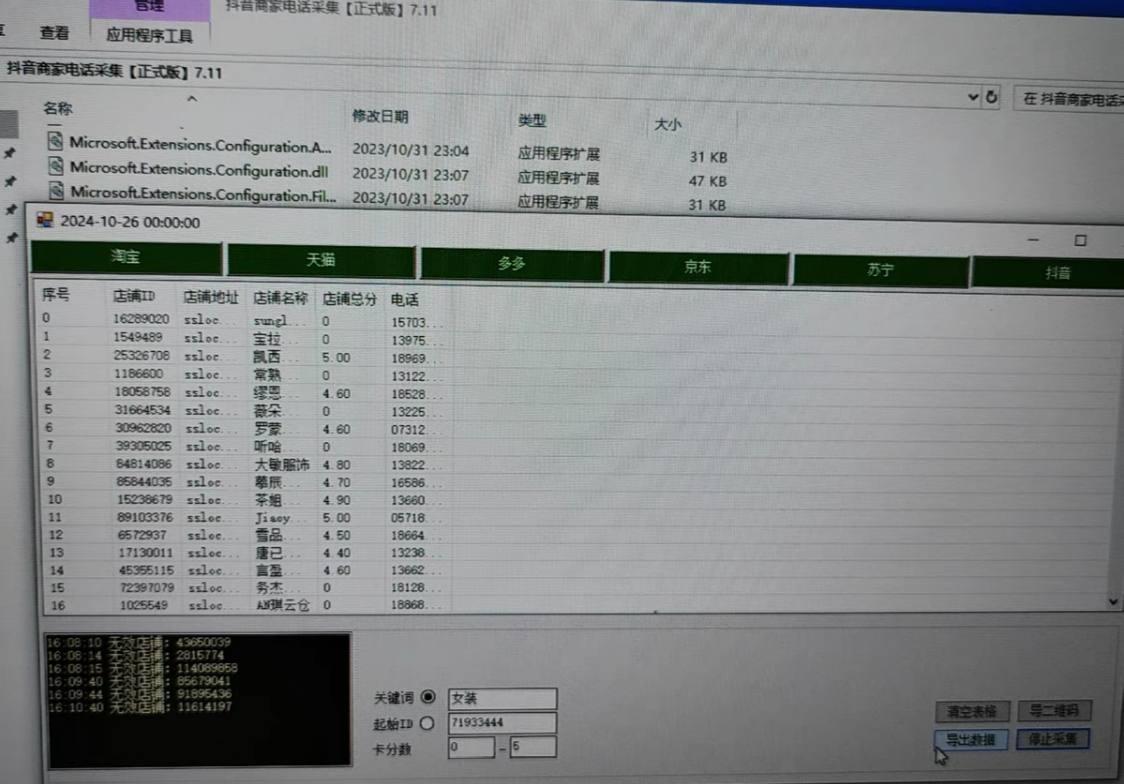 管理
抖音商家电话采集【正式版】7.11
查看
应用程序工具
抖音商家电话采集【正式版】7.11
在 抖音商家电话采
名称 修改日期 类型 大小
Microsoft.Extensions.Configuration.A... 2023/10/31 23:04 应用程序扩展 31 KB
Microsoft.Extensions.Configuration.dll 2023/10/31 23:07 应用程序扩展 47 KB
Microsoft.Extensions.Configuration.Fil... 2023/10/31 23:07 应用程序扩展 31 KB
2024-10-26 00:00:00
淘宝 天猫 多多 京东 苏宁 抖音
序号 店铺ID 店铺地址 店铺名称 店铺总分 电话
0 16289020 ssloc... sungl... 0 15703...
1 1549489 ssloc... 宝拉... 0 13975...
2 25326708 ssloc... 凯西... 5.00 18969...
3 1186600 ssloc... 常熟... 0 13122...
4 18058758 ssloc... 缪恩... 4.60 18528...
5 31664534 ssloc... 薇朵... 0 13225...
6 30962820 ssloc... 罗蒙... 4.60 07312...
7 39305025 ssloc... 听哈... 0 18069...
8 84814086 ssloc... 大敏服饰 4.80 13822...
9 85844035 ssloc... 摹辰... 4.70 16586...
10 15238679 ssloc... 茶姐... 4.90 13660...
11 89103376 ssloc... Jiaoy... 5.00 05718...
12 6572937 ssloc... 雪品... 4.50 18664...
13 17130011 ssloc... 唐已... 4.40 13238...
14 45355115 ssloc... 言盈... 4.60 13662...
15 72397079 ssloc... 务杰... 0 18128...
16 1025549 ssloc... 琪云仓 0 18868...
16:08:10 无效店铺: 43650039
16:08:14 无效店铺: 2815774
16:08:15 无效店铺: 114089858
16:09:40 无效店铺: 85679041
16:09:44 无效店铺: 91895436
16:10:40 无效店铺: 11614197
关键词 女装
起始ID 71933444
卡分数 0 - 5
清空表格 导二维码
导出数据 停止采集